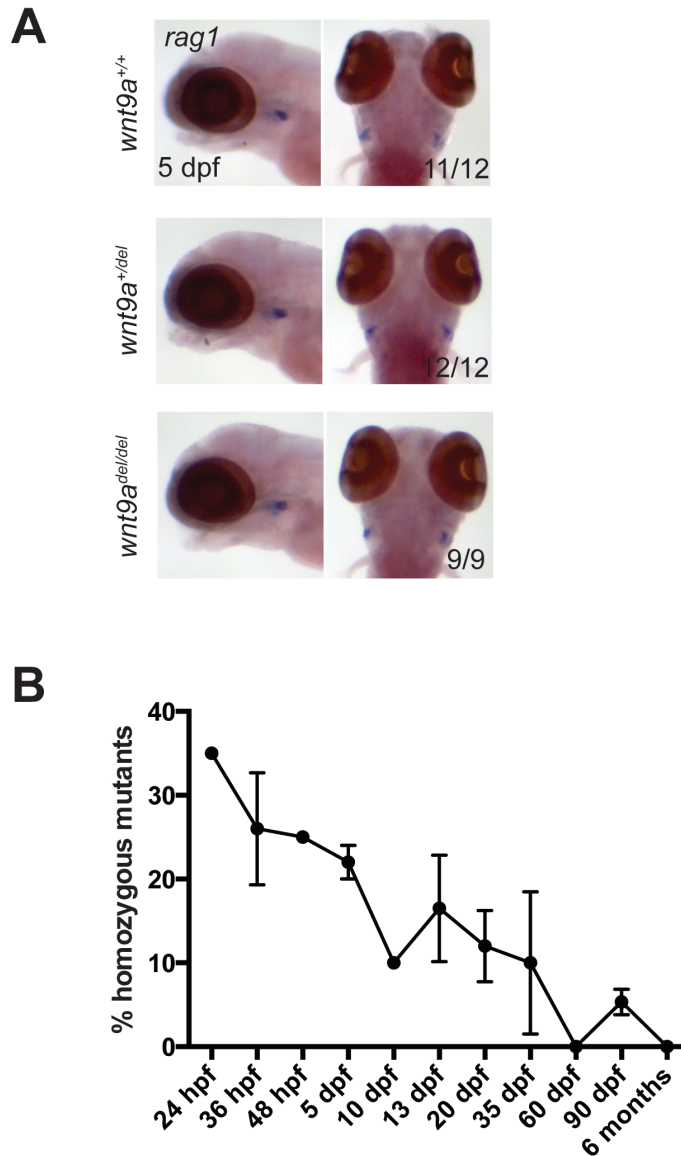 A
wnt9a+/+
rag1
5 dpf
11/12
wnt9a+/del
12/12
wnt9adel/del
9/9
B
% homozygous mutants
40
30
20
10
0
24 hpf
36 hpf
48 hpf
5 dpf
10 dpf
13 dpf
20 dpf
35 dpf
60 dpf
90 dpf
6 months